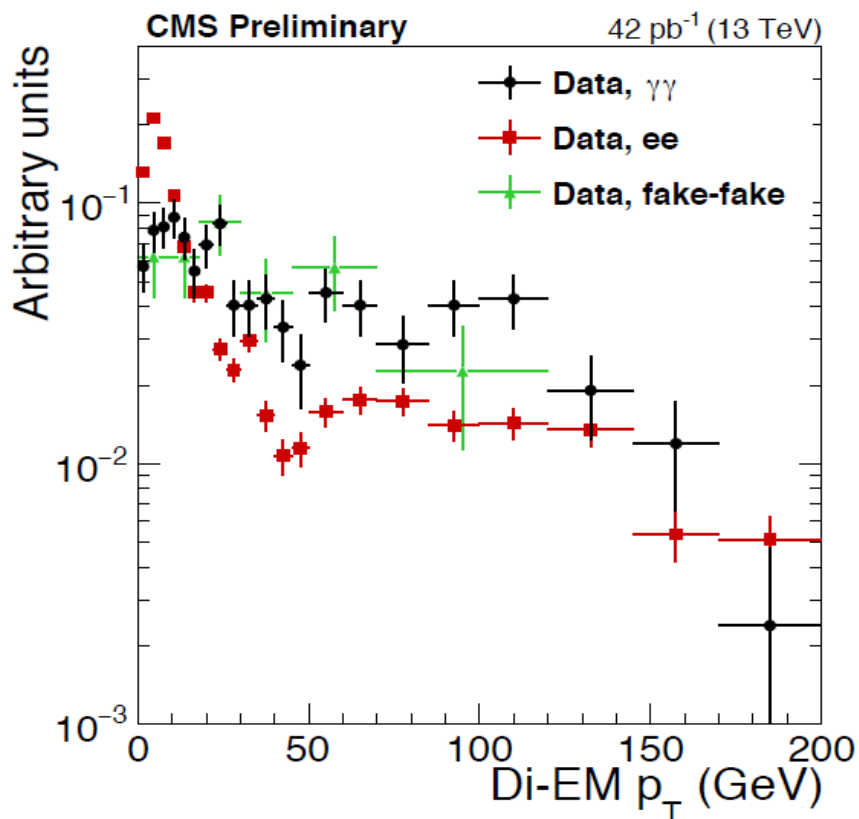 CMS Preliminary
42 pb⁻¹ (13 TeV)
Arbitrary units
Data, γγ
Data, ee
Data, fake-fake
10⁻¹
10⁻²
10⁻³
0
50
100
150
200
Di-EM p_T (GeV)